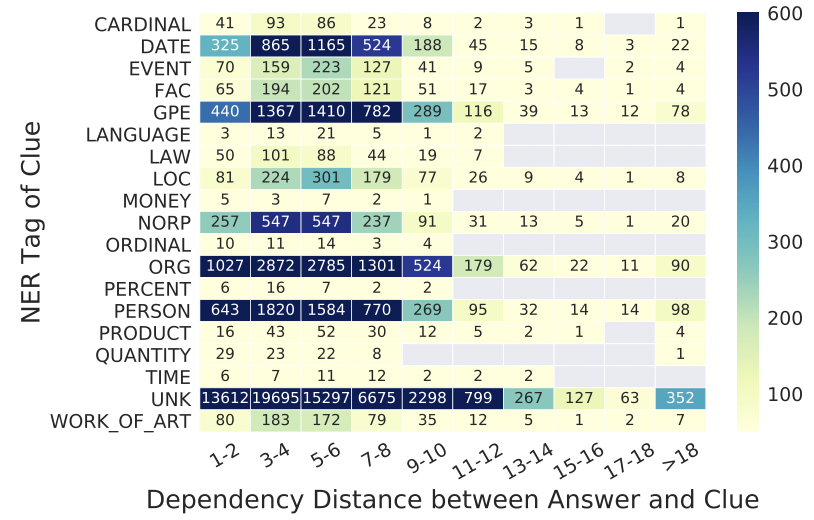 CARDINAL 41 93 86 23 8 2 3 1 1
DATE 325 865 1165 524 188 45 15 8 3 22
EVENT 70 159 223 127 41 9 5 2 4
FAC 65 194 202 121 51 17 3 4 1 4
GPE 440 1367 1410 782 289 116 39 13 12 78
LANGUAGE 3 13 21 5 1 2
LAW 50 101 88 44 19 7
LOC 81 224 301 179 77 26 9 4 1 8
MONEY 5 3 7 2 1
NORP 257 547 547 237 91 31 13 5 1 20
ORDINAL 10 11 14 3 4
ORG 1027 2872 2785 1301 524 179 62 22 11 90
PERCENT 6 16 7 2 2
PERSON 643 1820 1584 770 269 95 32 14 14 98
PRODUCT 16 43 52 30 12 5 2 1 4
QUANTITY 29 23 22 8 1
TIME 6 7 11 12 2 2 2
UNK 13612 19695 15297 6675 2298 799 267 127 63 352
WORK_OF_ART 80 183 172 79 35 12 5 1 2 7
1-2 3-4 5-6 7-8 9-10 11-12 13-14 15-16 17-18 >18
Dependency Distance between Answer and Clue
NER Tag of Clue
600
500
400
300
200
100